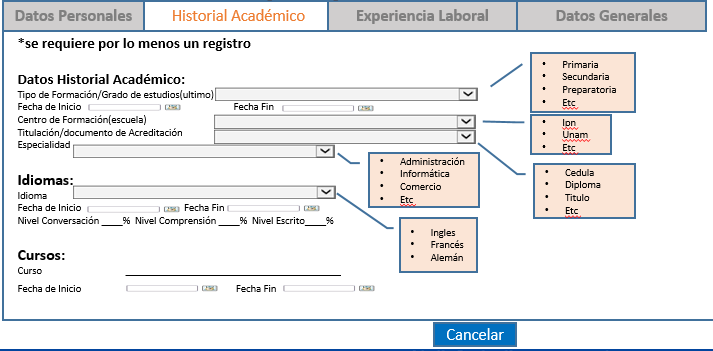 Datos Personales
Historial Académico
Experiencia Laboral
Datos Generales
*se requiere por lo menos un registro
Datos Historial Académico:
Tipo de Formación/Grado de estudios(ultimo)
Fecha de Inicio
Fecha Fin
Centro de Formación(escuela)
Titulación/documento de Acreditación
Especialidad
• Primaria
• Secundaria
• Preparatoria
• Etc
• Ipn
• Unam
• Etc
• Administración
• Informática
• Comercio
• Etc
• Cedula
• Diploma
• Titulo
• Etc
Idiomas:
Idioma
Fecha de Inicio
Fecha Fin
Nivel Conversación ____% Nivel Comprensión ____% Nivel Escrito____%
• Ingles
• Francés
• Alemán
Cursos:
Curso
Fecha de Inicio
Fecha Fin
Cancelar